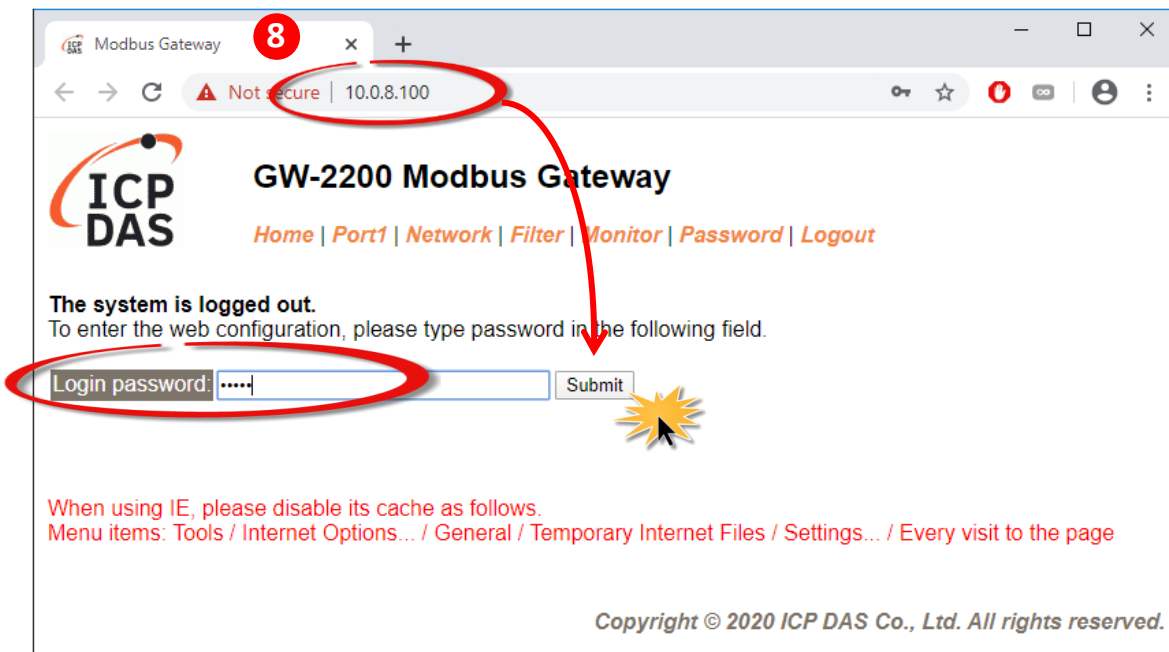 ICP DAS Modbus Gateway
8
Not secure | 10.0.8.100
ICP
DAS
GW-2200 Modbus Gateway
Home | Port1 | Network | Filter | Monitor | Password | Logout
The system is logged out.
To enter the web configuration, please type password in the following field.
Login password: ••••• Submit
When using IE, please disable its cache as follows.
Menu items: Tools / Internet Options... / General / Temporary Internet Files / Settings... / Every visit to the page
Copyright © 2020 ICP DAS Co., Ltd. All rights reserved.